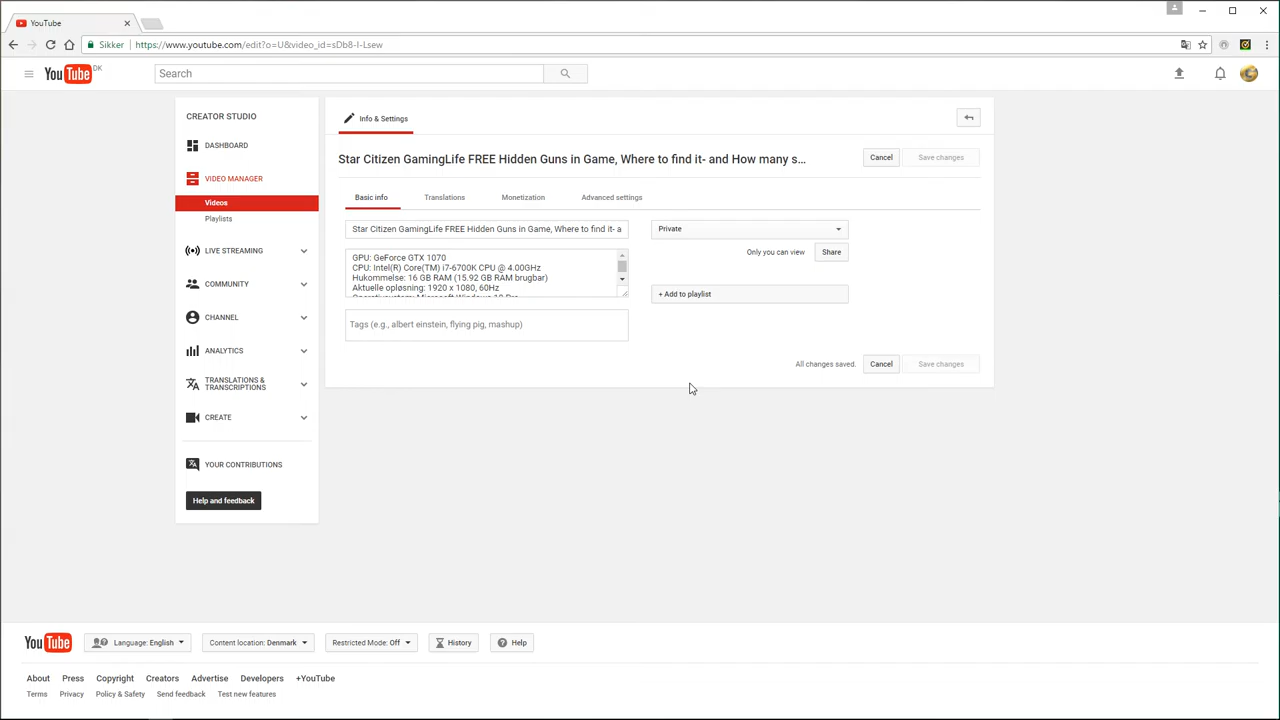 YouTube
Sikker
https://www.youtube.com/edit?o=U&video_id=sDb8-I-Lsew
YouTube DK
Search
CREATOR STUDIO
DASHBOARD
VIDEO MANAGER
Videos
Playlists
LIVE STREAMING
COMMUNITY
CHANNEL
ANALYTICS
TRANSLATIONS &
TRANSCRIPTIONS
CREATE
YOUR CONTRIBUTIONS
Help and feedback
Info & Settings
Star Citizen GamingLife FREE Hidden Guns in Game, Where to find it- and How many s...
Cancel
Save changes
Basic info
Translations
Monetization
Advanced settings
Star Citizen GamingLife FREE Hidden Guns in Game, Where to find it- a
Private
GPU: GeForce GTX 1070
CPU: Intel(R) Core(TM) i7-6700K CPU @ 4.00GHz
Hukommelse: 16 GB RAM (15.92 GB RAM brugbar)
Aktuelle opløsning: 1920 x 1080, 60Hz
Operativsystem: Microsoft Windows 10 Pro
Only you can view
Share
+ Add to playlist
Tags (e.g., albert einstein, flying pig, mashup)
All changes saved.
Cancel
Save changes
YouTube
Language: English
Content location: Denmark
Restricted Mode: Off
History
Help
About
Press
Copyright
Creators
Advertise
Developers
+YouTube
Terms
Privacy
Policy & Safety
Send feedback
Test new features